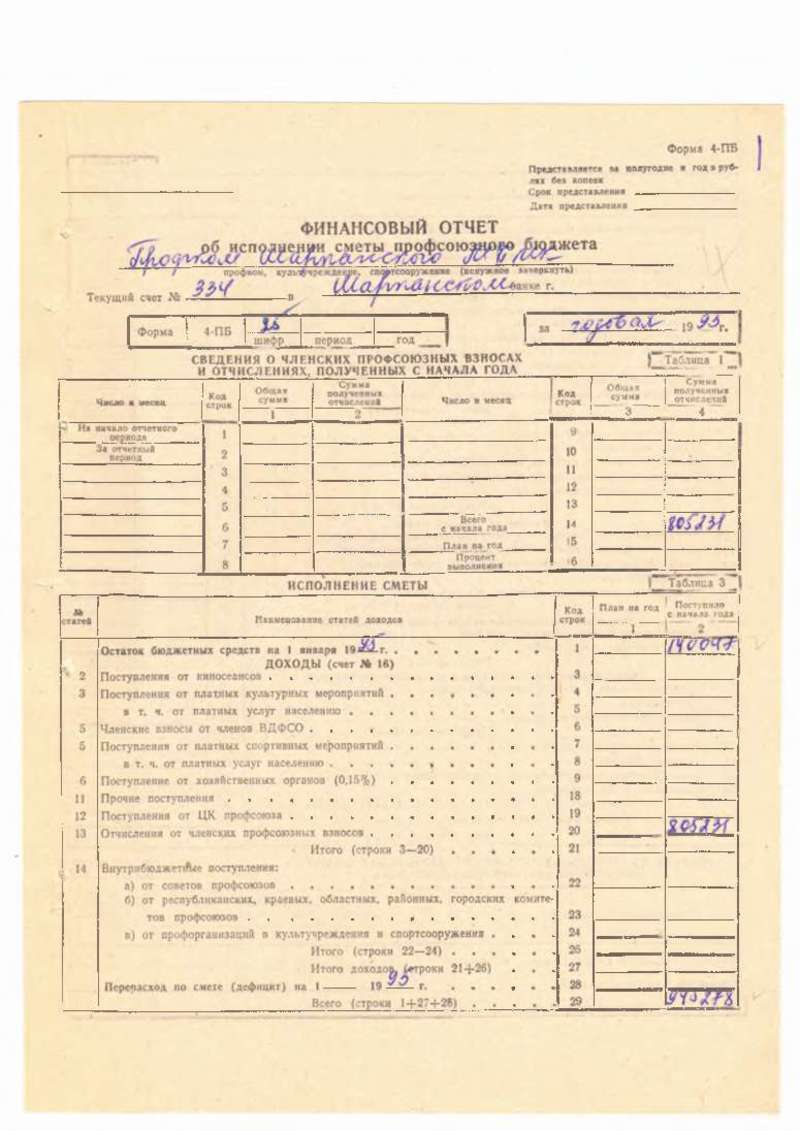 Форма 4-ПБ
Представляется за полугодие и год в руб-
лях без копеек
Срок представления
Дата представления
ФИНАНСОВЫЙ ОТЧЕТ
об исполнении сметы профсоюзного бюджета
Профком Шарпанского
профком, культучреждение, спортсооружение (ненужное зачеркнуть)
Текущий счет № 334 в Шарпанском банке г.
Форма 4-ПБ шифр период год
за годовая 1995 г.
СВЕДЕНИЯ О ЧЛЕНСКИХ ПРОФСОЮЗНЫХ ВЗНОСАХ
И ОТЧИСЛЕНИЯХ, ПОЛУЧЕННЫХ С НАЧАЛА ГОДА
Таблица 1
Число и месяц Код строк Общая сумма Сумма полученных отчислений Число и месяц Код строк Общая сумма Сумма полученных отчислений
1 2 3 4
На начало отчетного периода 1 9
За отчетный период 2 10
3 11
4 12
5 13
6 Всего с начала года 14 805231
7 План на год 15
8 Процент выполнения 16
ИСПОЛНЕНИЕ СМЕТЫ
Таблица 3
№ статей Наименование статей доходов Код строк План на год Поступило с начала года
1 2
Остаток бюджетных средств на 1 января 1995 г. 1 140047
ДОХОДЫ (счет № 16)
2 Поступления от киносеансов 3
3 Поступления от платных культурных мероприятий 4
в т. ч. от платных услуг населению 5
5 Членские взносы от членов ВДФСО 6
5 Поступления от платных спортивных мероприятий 7
в т. ч. от платных услуг населению 8
6 Поступление от хозяйственных органов (0,15%) 9
11 Прочие поступления 18
12 Поступления от ЦК профсоюза 19
13 Отчисления от членских профсоюзных взносов 20 805231
Итого (строки 3—20) 21
14 Внутрибюджетные поступления:
а) от советов профсоюзов 22
б) от республиканских, краевых, областных, районных, городских комите-
тов профсоюзов 23
в) от профорганизаций в культучреждения и спортсооружения 24
Итого (строки 22—24) 26
Итого доходов (строки 21+26) 27
Перерасход по смете (дефицит) на 1 1995 г. 28
Всего (строки 1+27+28) 29 945278